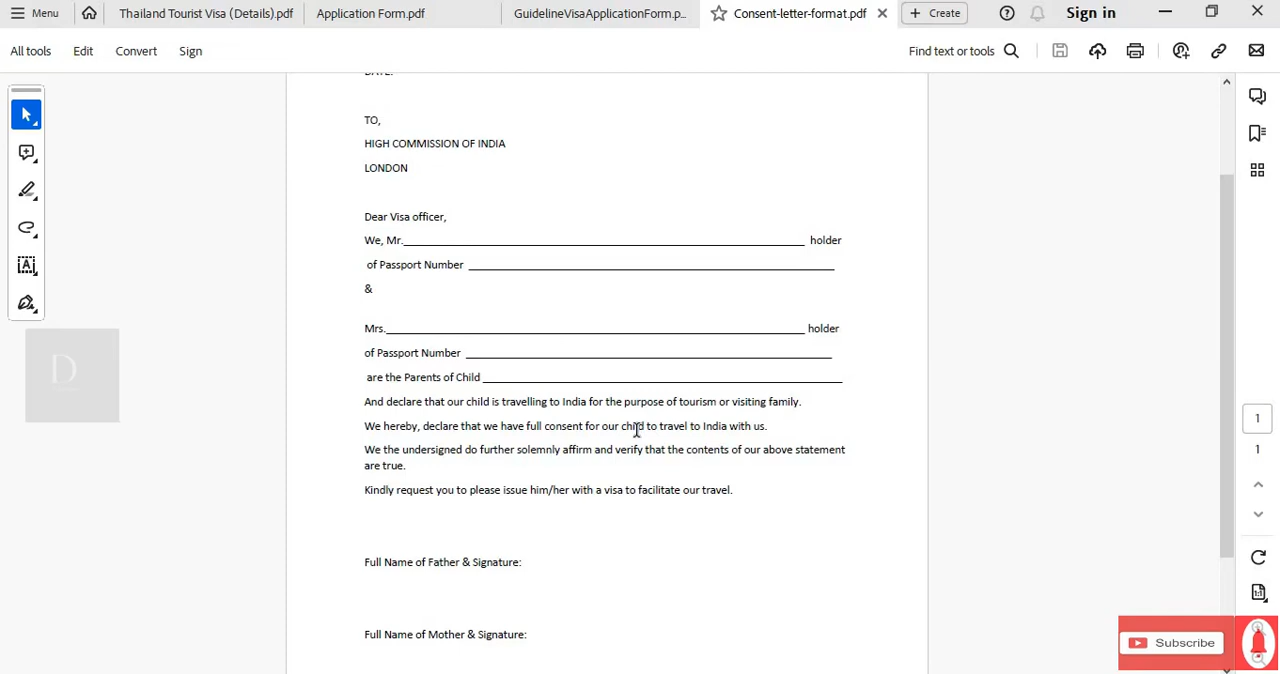 Menu
Thailand Tourist Visa (Details).pdf
Application Form.pdf
GuidelineVisaApplicationForm.p...
Consent-letter-format.pdf
Create
Sign in
All tools
Edit
Convert
Sign
Find text or tools
TO,
HIGH COMMISSION OF INDIA
LONDON
Dear Visa officer,
We, Mr. holder
of Passport Number
&
Mrs. holder
of Passport Number
are the Parents of Child
And declare that our child is travelling to India for the purpose of tourism or visiting family.
We hereby, declare that we have full consent for our child to travel to India with us.
We the undersigned do further solemnly affirm and verify that the contents of our above statement
are true.
Kindly request you to please issue him/her with a visa to facilitate our travel.
Full Name of Father & Signature:
Full Name of Mother & Signature:
D
1
1
Subscribe